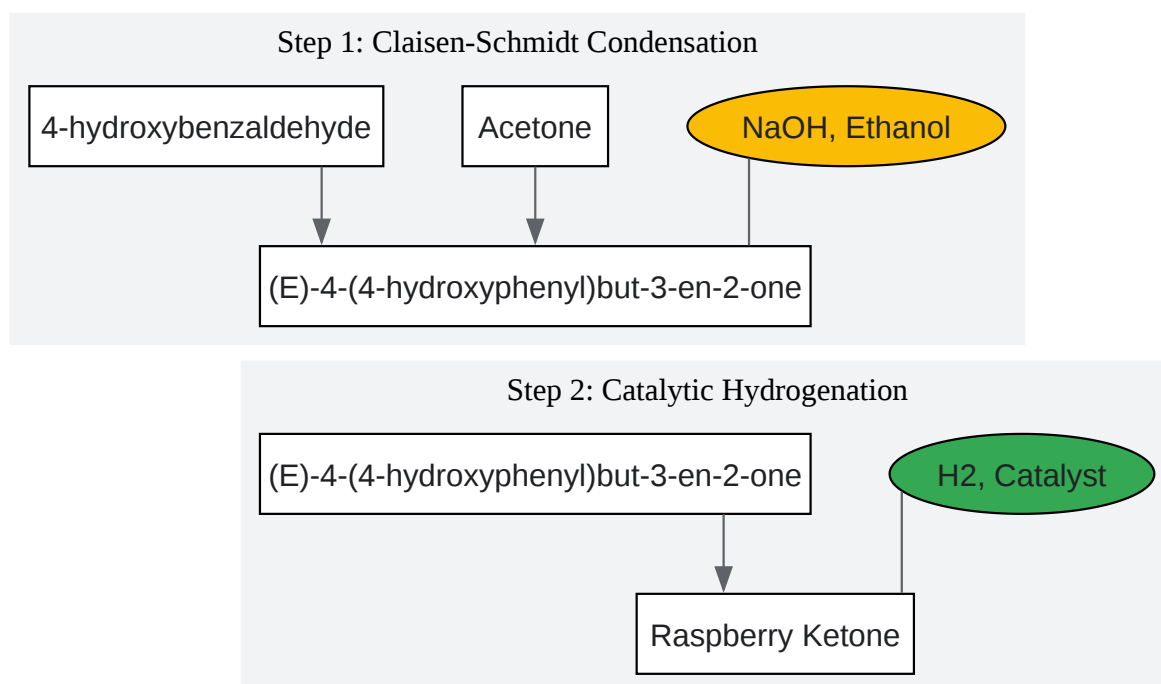 Step 1: Claisen-Schmidt Condensation
4-hydroxybenzaldehyde
Acetone
NaOH, Ethanol
(E)-4-(4-hydroxyphenyl)but-3-en-2-one
Step 2: Catalytic Hydrogenation
(E)-4-(4-hydroxyphenyl)but-3-en-2-one
H2, Catalyst
Raspberry Ketone